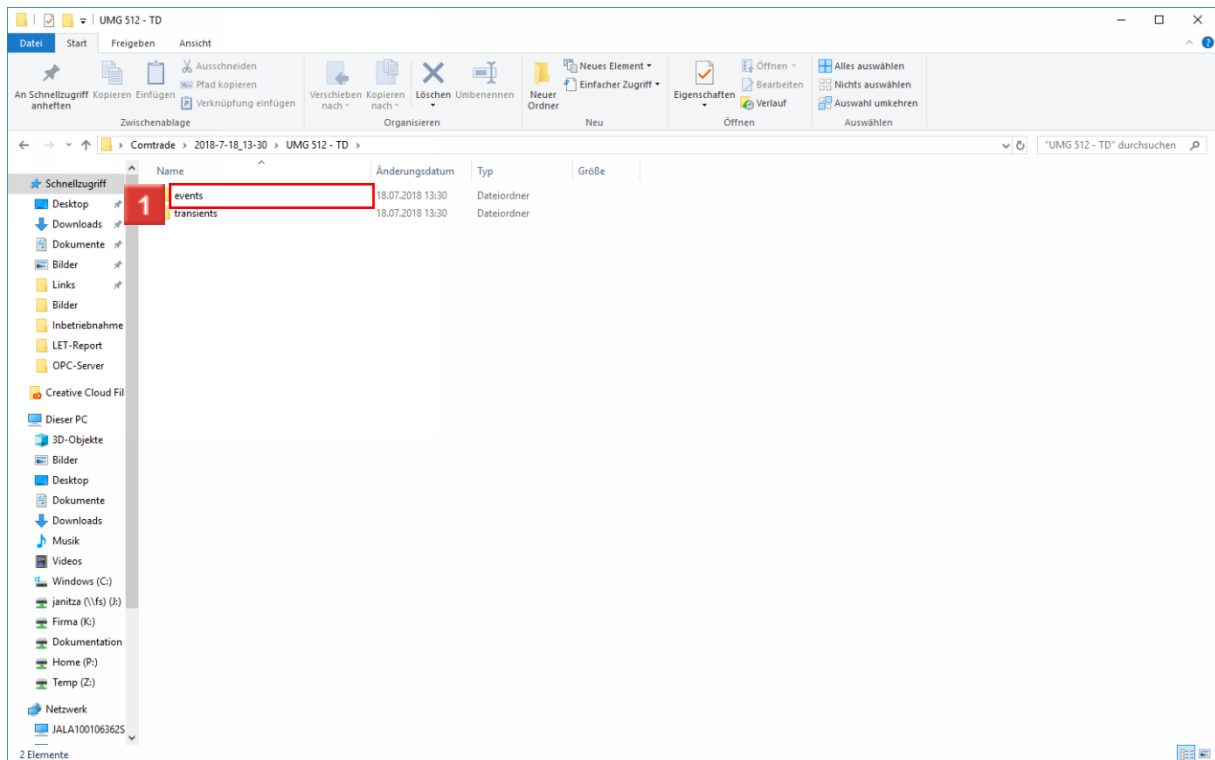 UMG 512 - TD
Datei Start Freigeben Ansicht
An Schnellzugriff anheften
Kopieren
Einfügen
Ausschneiden
Pfad kopieren
Verknüpfung einfügen
Zwischenablage
Verschieben nach
Kopieren nach
Löschen
Umbenennen
Organisieren
Neuer Ordner
Neues Element
Einfacher Zugriff
Neu
Eigenschaften
Öffnen
Bearbeiten
Verlauf
Öffnen
Alles auswählen
Nichts auswählen
Auswahl umkehren
Auswählen
Comtrade > 2018-7-18_13-30 > UMG 512 - TD >
"UMG 512 - TD" durchsuchen
Name Änderungsdatum Typ Größe
1
events 18.07.2018 13:30 Dateiordner
transients 18.07.2018 13:30 Dateiordner
Schnellzugriff
Desktop
Downloads
Dokumente
Bilder
Links
Bilder
Inbetriebnahme
LET-Report
OPC-Server
Creative Cloud Fil
Dieser PC
3D-Objekte
Bilder
Desktop
Dokumente
Downloads
Musik
Videos
Windows (C:)
janitza (\\fs) (J:)
Firma (K:)
Dokumentation
Home (P:)
Temp (Z:)
Netzwerk
JALA100106362S
2 Elemente